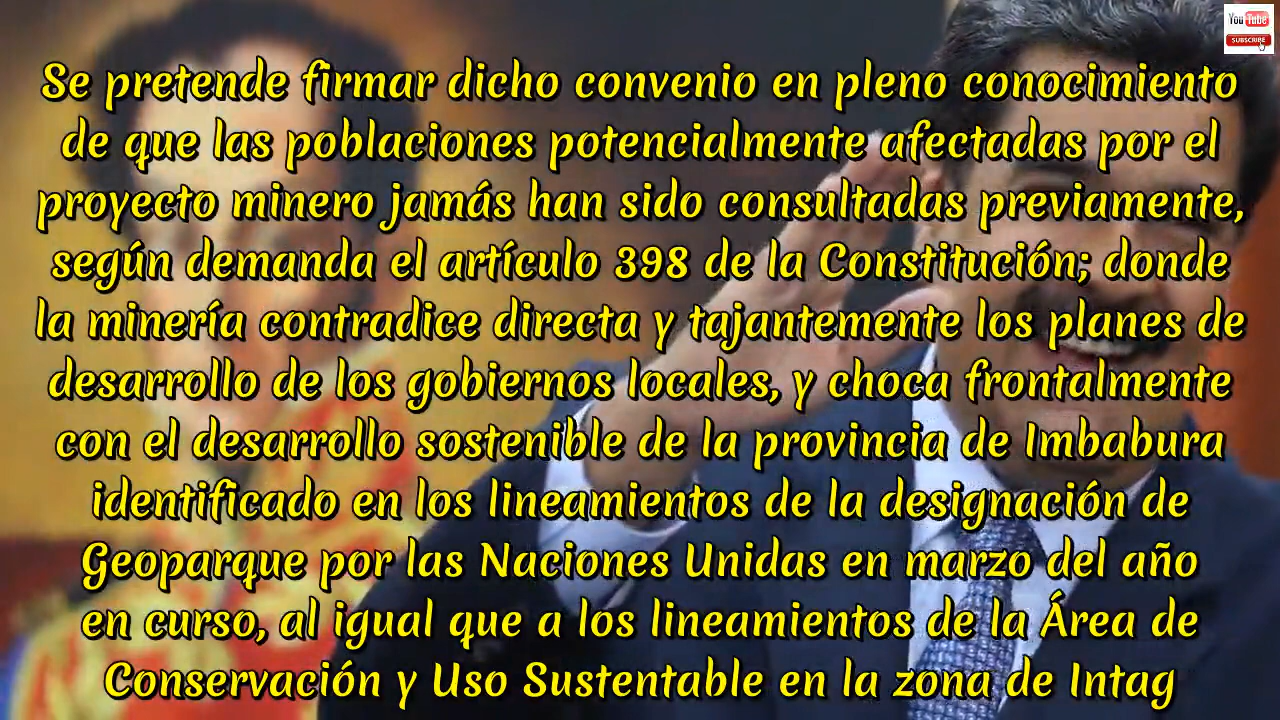 You Tube
SUBSCRIBE
Se pretende firmar dicho convenio en pleno conocimiento
de que las poblaciones potencialmente afectadas por el
proyecto minero jamás han sido consultadas previamente,
según demanda el artículo 398 de la Constitución; donde
la minería contradice directa y tajantemente los planes de
desarrollo de los gobiernos locales, y choca frontalmente
con el desarrollo sostenible de la provincia de Imbabura
identificado en los lineamientos de la designación de
Geoparque por las Naciones Unidas en marzo del año
en curso, al igual que a los lineamientos de la Área de
Conservación y Uso Sustentable en la zona de Intag